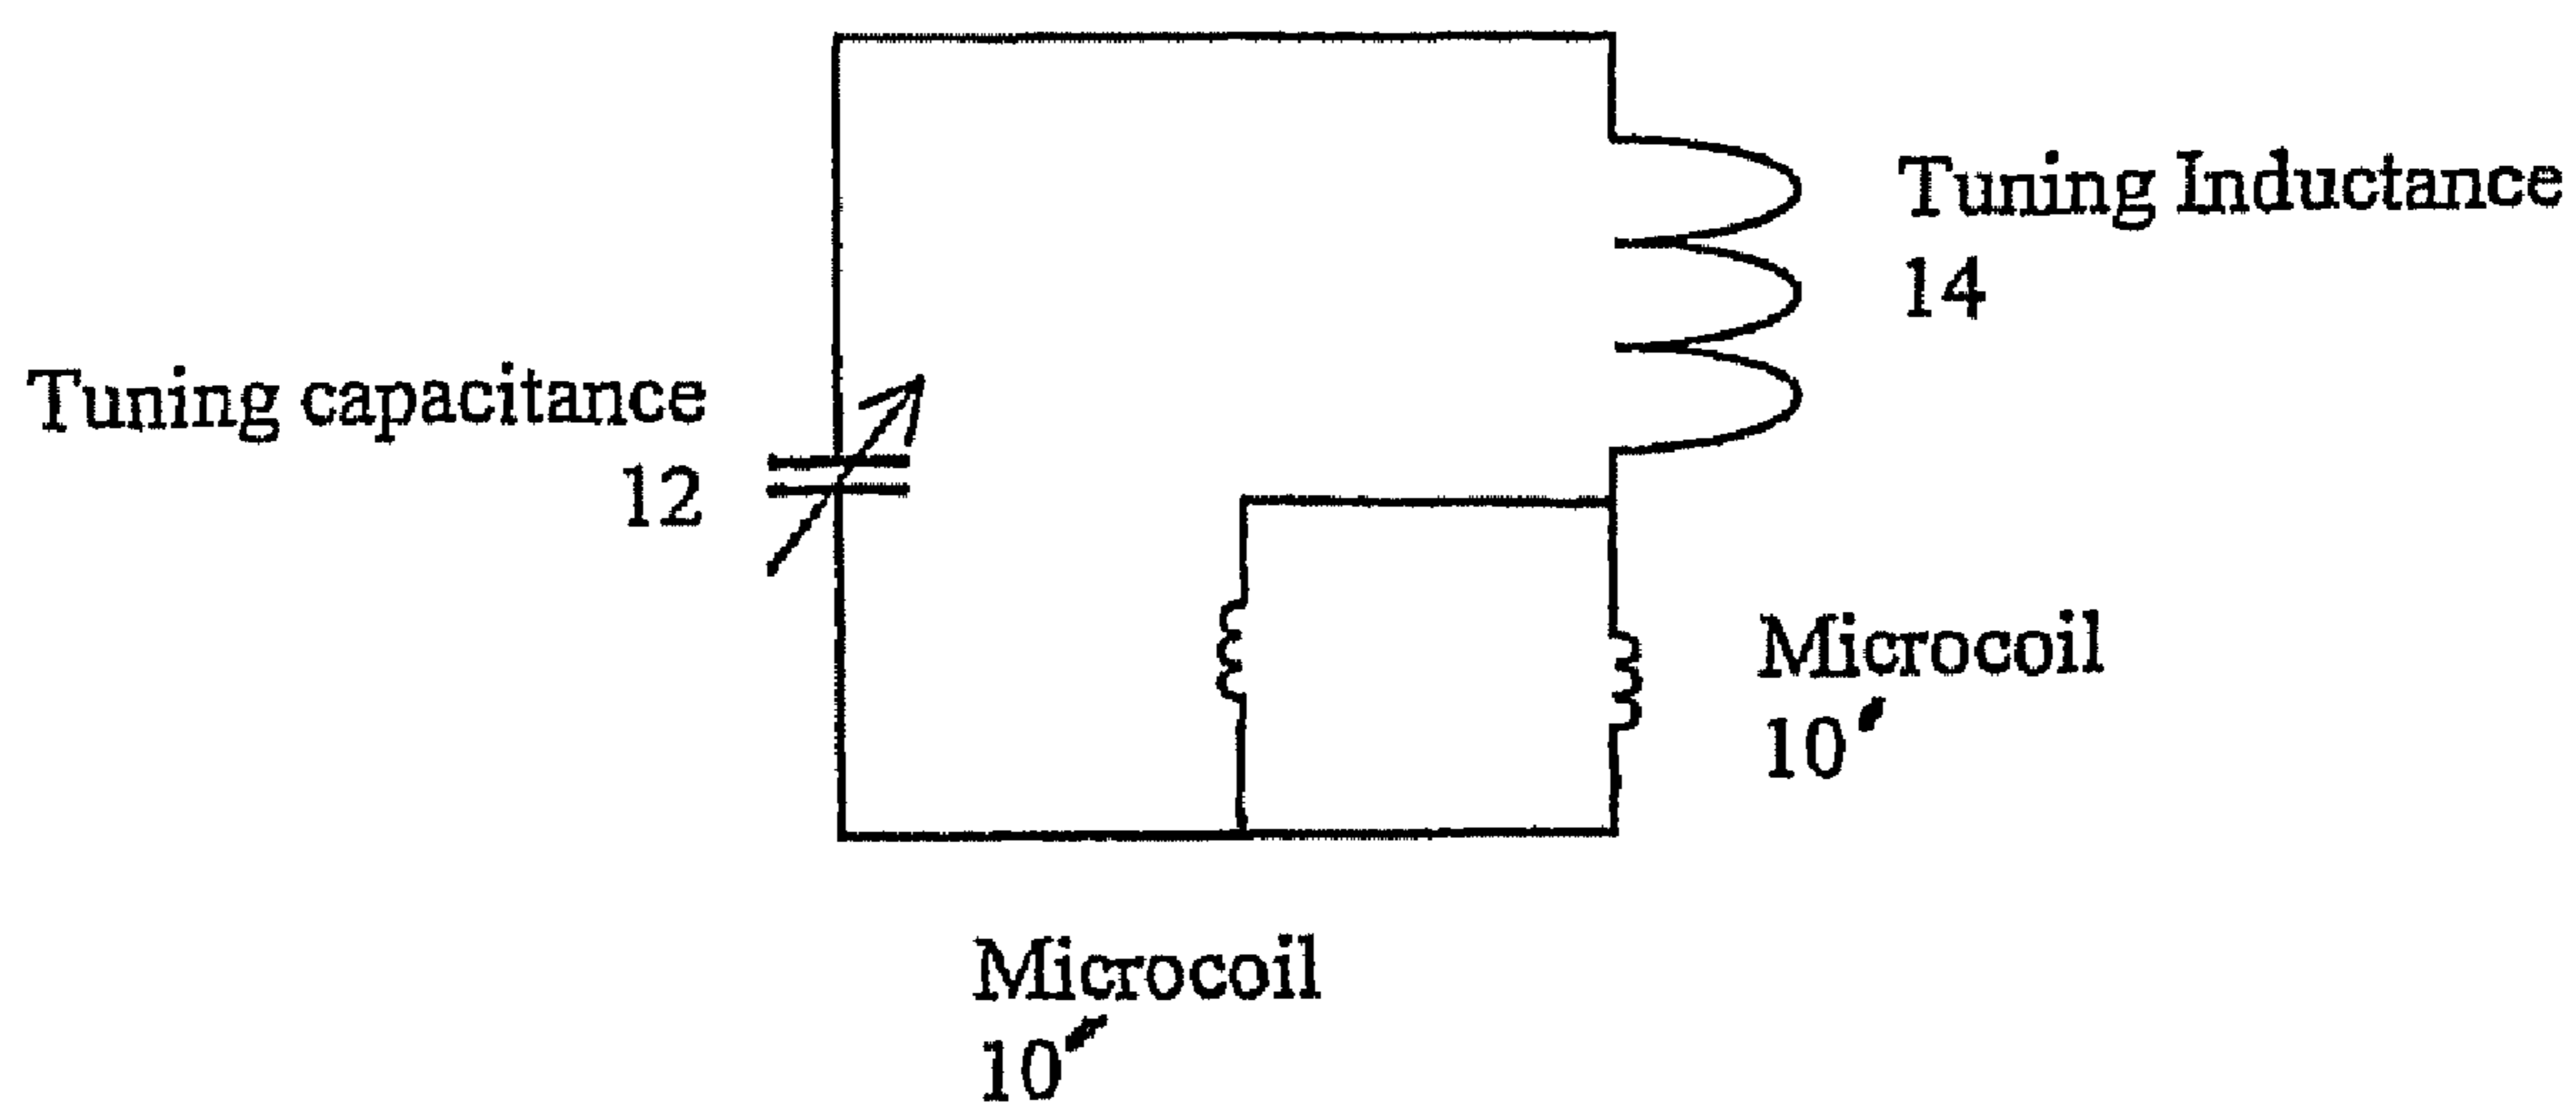 Tuning Inductance
14
Tuning capacitance
12
Microcoil
10'
Microcoil
10'